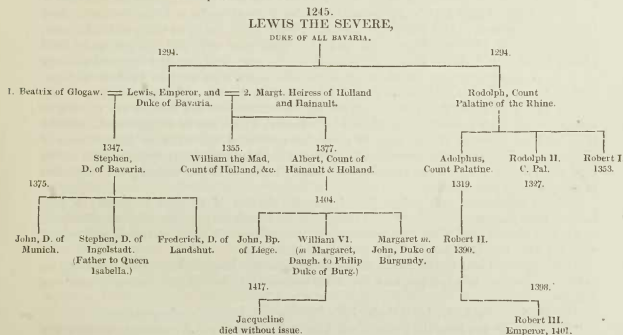 1245.
LEWIS THE SEVERE,
DUKE OF ALL BAVARIA.
1294. 1294.
1. Beatrix of Glogaw. Lewis, Emperor, and 2. Margt. Heiress of Holland Rodolph, Count
Duke of Bavaria. and Hainault. Palatine of the Rhine.
1347. 1355. 1377.
Stephen, William the Mad, Albert, Count of Adolphus, Rodolph II. Robert I
D. of Bavaria. Count of Holland, &c. Hainault & Holland. Count Palatine. C. Pal. 1353.
1375. 1319. 1327.
1404.
John, D. of Stephen, D. of Frederick, D. of John, Bp. William VI. Margaret m. Robert II.
Munich. Ingolstadt. Landshut. of Liege. (m Margaret, John, Duke of 1390.
(Father to Queen Daugh. to Philip Burgundy.
Isabella.) Duke of Burg.)
1417. 1398.
Jacqueline Robert III.
died without issue. Emperor, 1401.